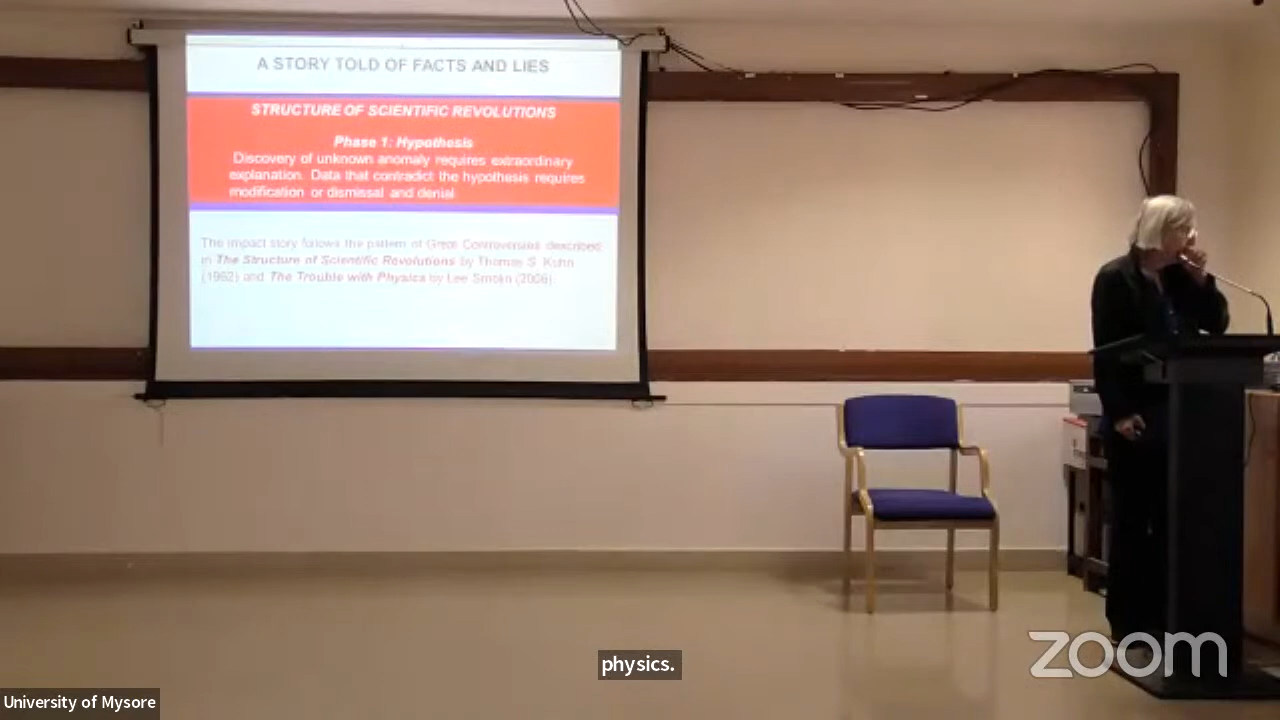 A STORY TOLD OF FACTS AND LIES
STRUCTURE OF SCIENTIFIC REVOLUTIONS
Phase 1: Hypothesis
Discovery of unknown anomaly requires extraordinary
explanation. Data that contradict the hypothesis requires
modification or dismissal and denial
The impact story follows the pattern of Great Controversies described
in The Structure of Scientific Revolutions by Thomas S. Kuhn
(1962) and The Trouble with Physics by Lee Smolin (2006).
physics.
zoom
University of Mysore